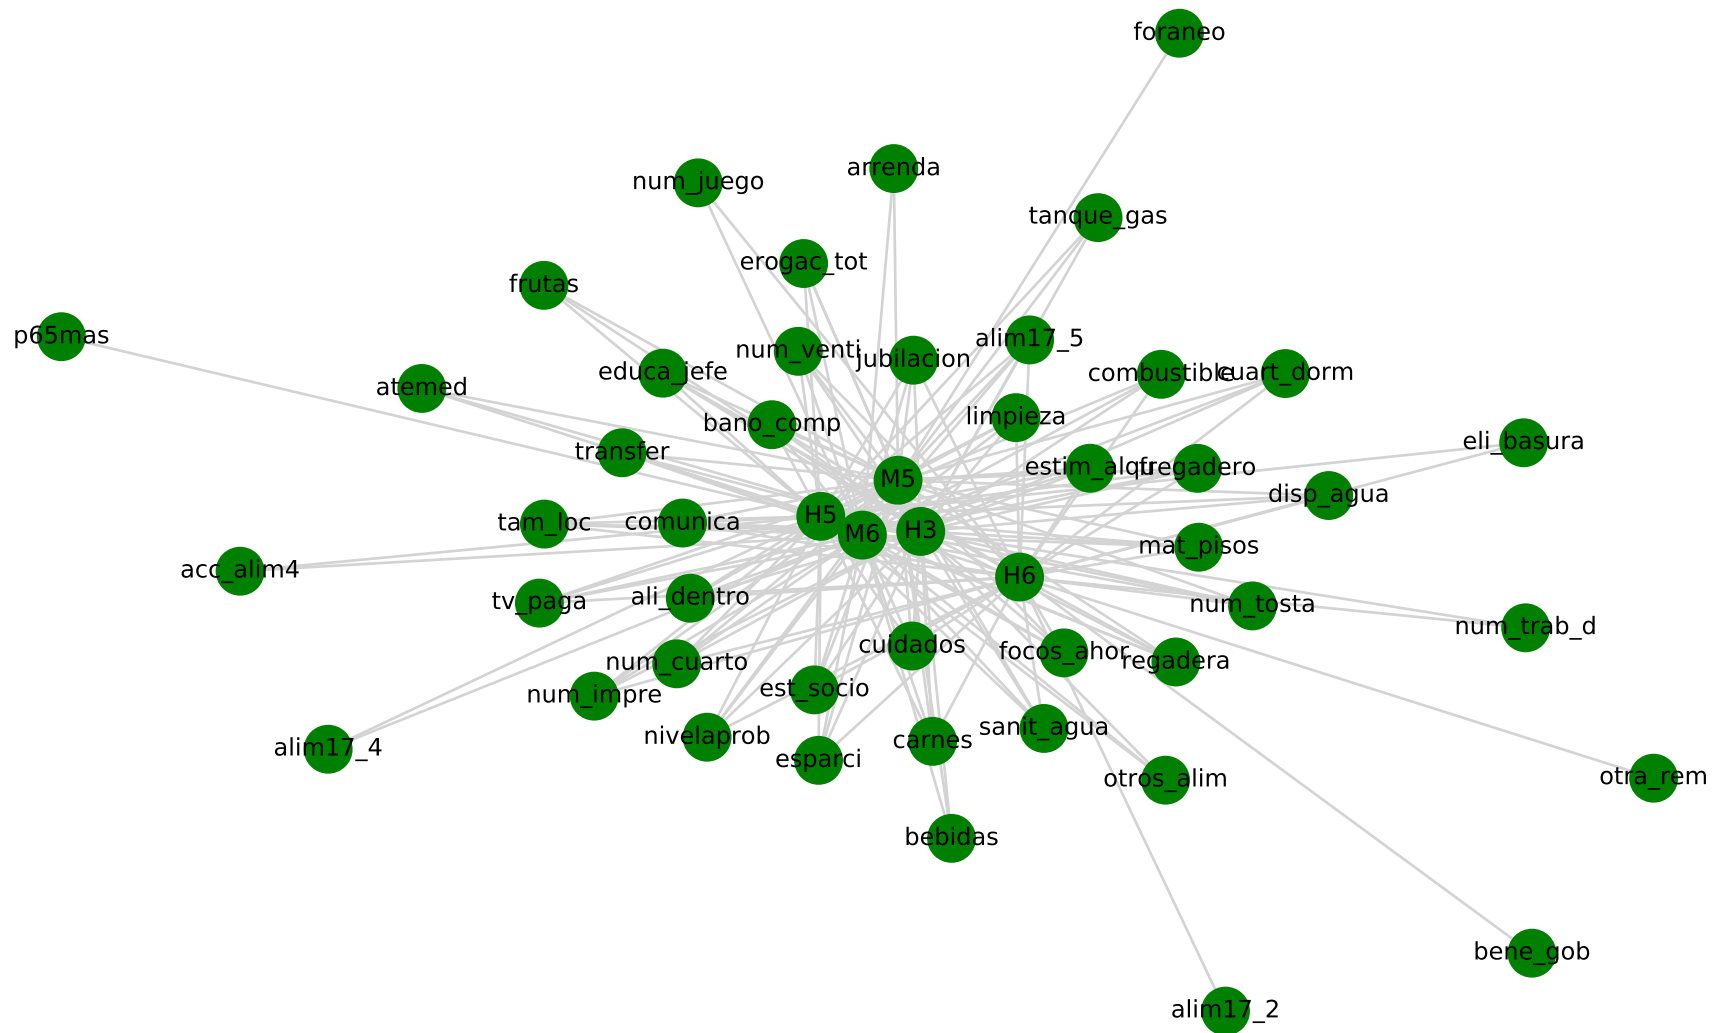 foraneo
arrenda
num_juego
tanque_gas
erogac_tot
frutas
p65mas
alim17_5
num_venti
jubilacion
educa_jefe
combustible
cuart_dorm
atemed
limpieza
bano_comp
eli_basura
transfer
estim_alqu
fregadero
M5
disp_agua
H5
tam_loc
comunica
M6
H3
mat_pisos
acc_alim4
H6
ali_dentro
tv_paga
num_tosta
num_trab_d
cuidados
focos_ahor
regadera
num_cuarto
est_socio
num_impre
sanit_agua
nivelaprob
carnes
alim17_4
esparci
otros_alim
otra_rem
bebidas
bene_gob
alim17_2